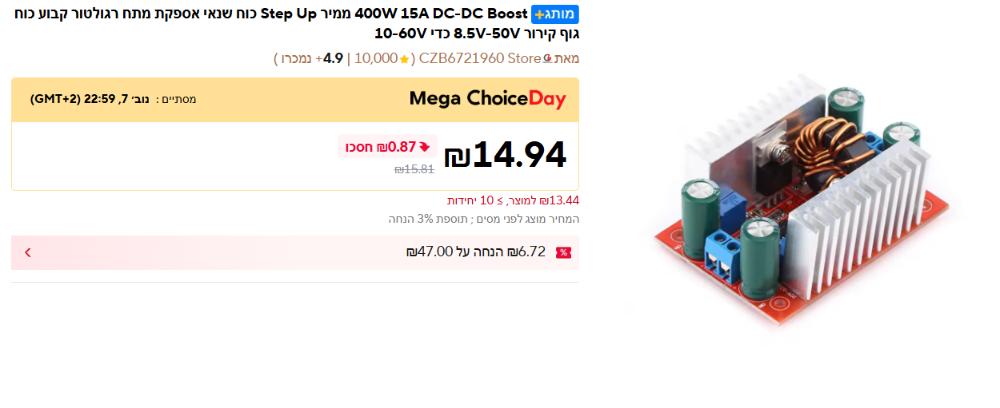 מותג+ 400W 15A DC-DC Boost ממיר Step Up כוח שנאי אספקת מתח רגולטור קבוע כוח
גוף קירור 8.5V-50V כדי 10-60V
מאת CZB6721960 Store ( 4.9 | 10,000+ נמכרו )
Mega ChoiceDay
מסתיים : נוב׳ 7, 22:59 (GMT+2)
₪14.94
₪0.87 חסכו
₪15.81
₪13.44 למוצר, ≥ 10 יחידות
המחיר מוצג לפני מסים ; תוספת 3% הנחה
% ₪6.72 הנחה על ₪47.00